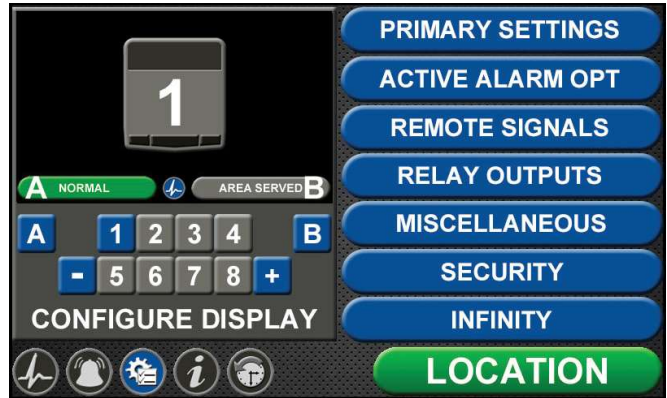 1
A NORMAL AREA SERVED B
A 1 2 3 4 B
- 5 6 7 8 +
CONFIGURE DISPLAY
PRIMARY SETTINGS
ACTIVE ALARM OPT
REMOTE SIGNALS
RELAY OUTPUTS
MISCELLANEOUS
SECURITY
INFINITY
i
LOCATION